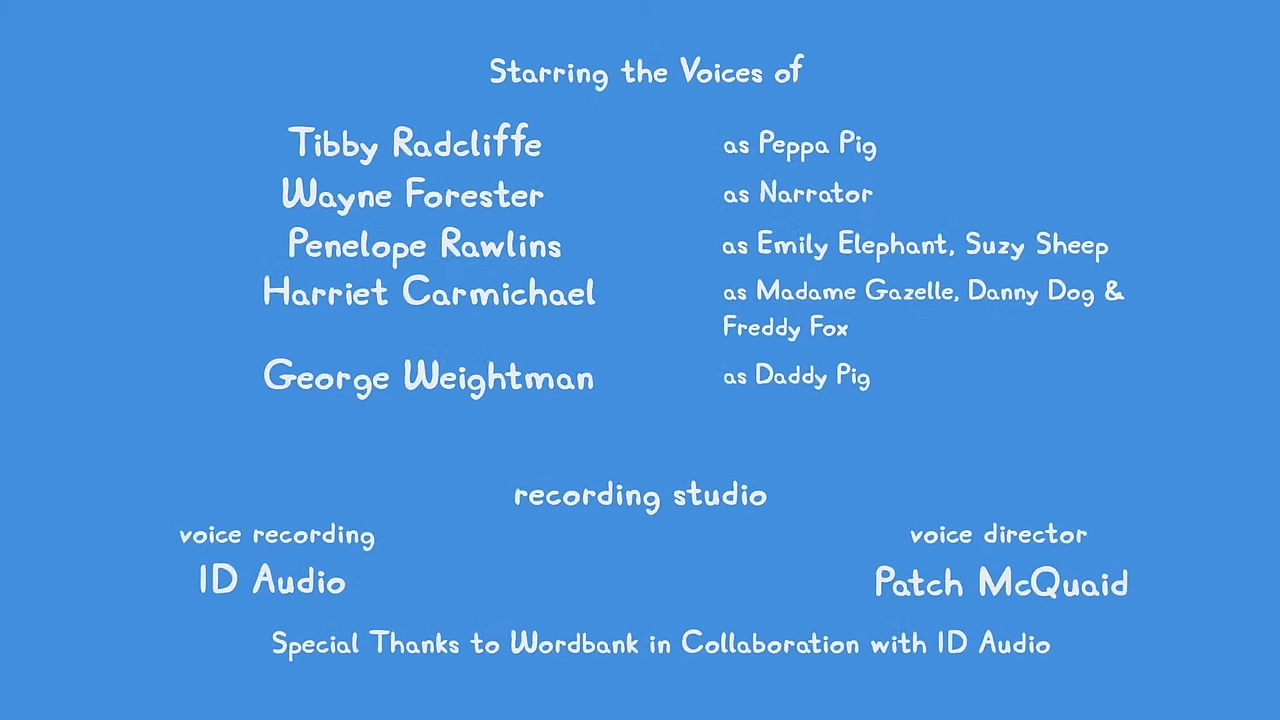 Starring the Voices of
Tibby Radcliffe as Peppa Pig
Wayne Forester as Narrator
Penelope Rawlins as Emily Elephant, Suzy Sheep
Harriet Carmichael as Madame Gazelle, Danny Dog &
Freddy Fox
George Weightman as Daddy Pig
recording studio
voice recording voice director
ID Audio Patch McQuaid
Special Thanks to Wordbank in Collaboration with ID Audio